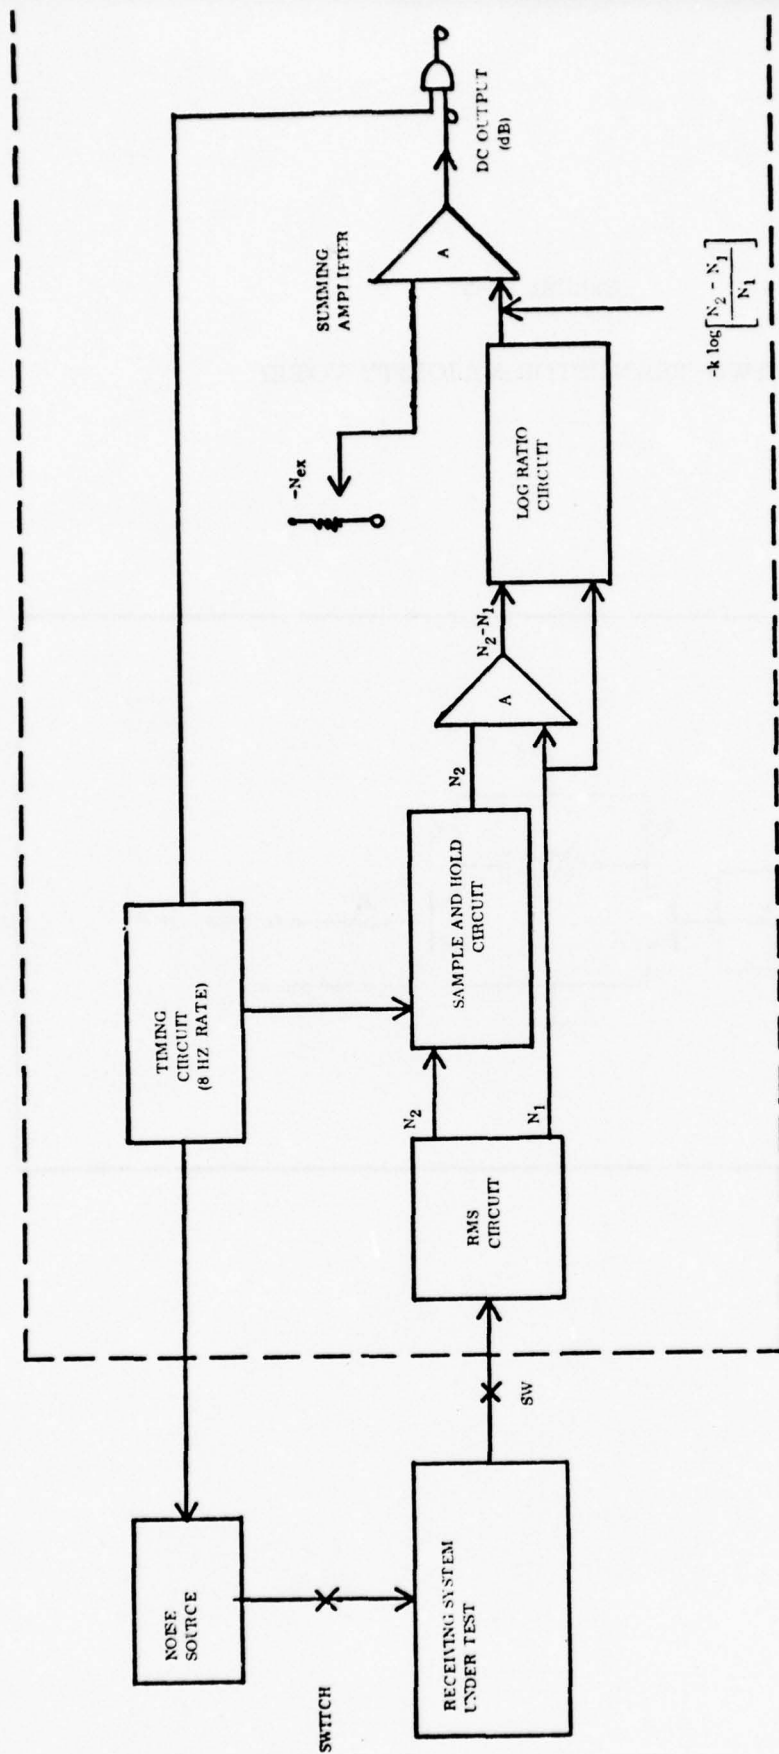 NOISE
SOURCE
SWITCH
RECEIVING SYSTEM
UNDER TEST
SW
TIMING
CIRCUIT
(8 HZ RATE)
RMS
CIRCUIT
N2
N1
SAMPLE AND HOLD
CIRCUIT
N2
A
N2-N1
LOG RATIO
CIRCUIT
-Nex
SUMMING
AMPLIFIER
A
-k log[N2 - N1
N1]
DC OUTPUT
(dB)